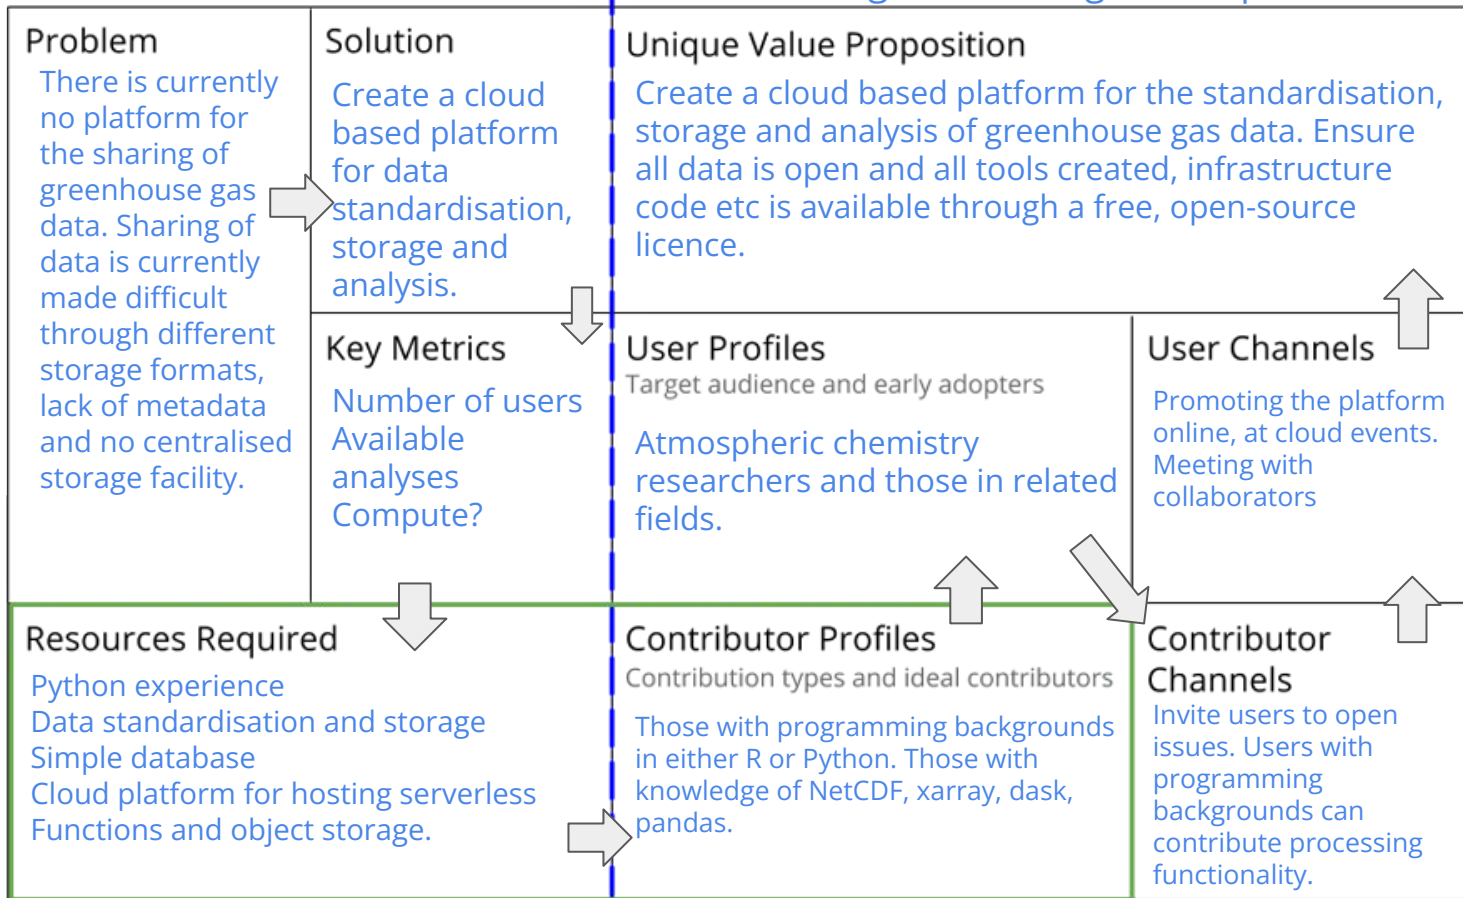 Problem
There is currently
no platform for
the sharing of
greenhouse gas
data. Sharing of
data is currently
made difficult
through different
storage formats,
lack of metadata
and no centralised
storage facility.
Solution
Create a cloud
based platform
for data
standardisation,
storage and
analysis.
Unique Value Proposition
Create a cloud based platform for the standardisation,
storage and analysis of greenhouse gas data. Ensure
all data is open and all tools created, infrastructure
code etc is available through a free, open-source
licence.
Key Metrics
Number of users
Available
analyses
Compute?
User Profiles
Target audience and early adopters
Atmospheric chemistry
researchers and those in related
fields.
User Channels
Promoting the platform
online, at cloud events.
Meeting with
collaborators
Resources Required
Python experience
Data standardisation and storage
Simple database
Cloud platform for hosting serverless
Functions and object storage.
Contributor Profiles
Contribution types and ideal contributors
Those with programming backgrounds
in either R or Python. Those with
knowledge of NetCDF, xarray, dask,
pandas.
Contributor
Channels
Invite users to open
issues. Users with
programming
backgrounds can
contribute processing
functionality.